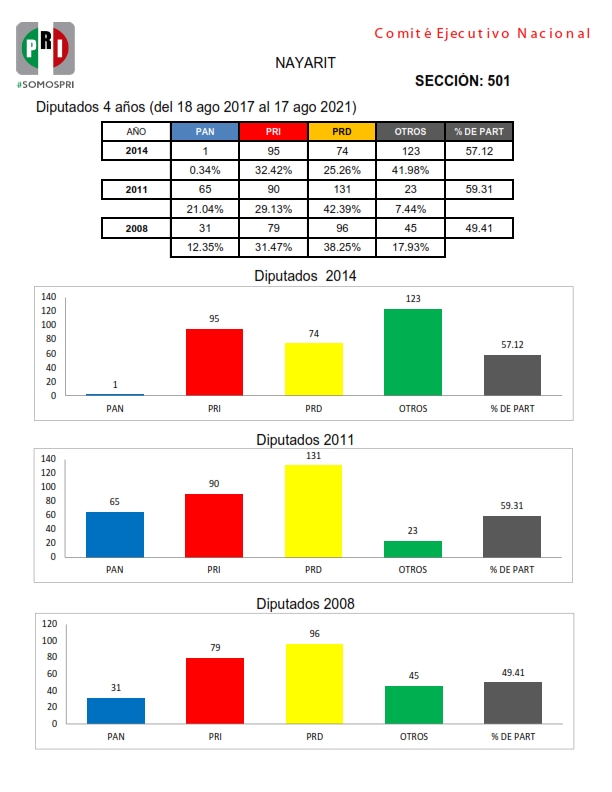 Comité Ejecutivo Nacional
PRI
#SOMOSPRI
NAYARIT
SECCIÓN: 501
Diputados 4 años (del 18 ago 2017 al 17 ago 2021)
AÑO PAN PRI PRD OTROS % DE PART
2014 1 95 74 123 57.12
0.34% 32.42% 25.26% 41.98%
2011 65 90 131 23 59.31
21.04% 29.13% 42.39% 7.44%
2008 31 79 96 45 49.41
12.35% 31.47% 38.25% 17.93%
Diputados 2014
140
120
100
80
60
40
20
0
1 95 74 123 57.12
PAN PRI PRD OTROS % DE PART
Diputados 2011
140
120
100
80
60
40
20
0
65 90 131 23 59.31
PAN PRI PRD OTROS % DE PART
Diputados 2008
120
100
80
60
40
20
0
31 79 96 45 49.41
PAN PRI PRD OTROS % DE PART